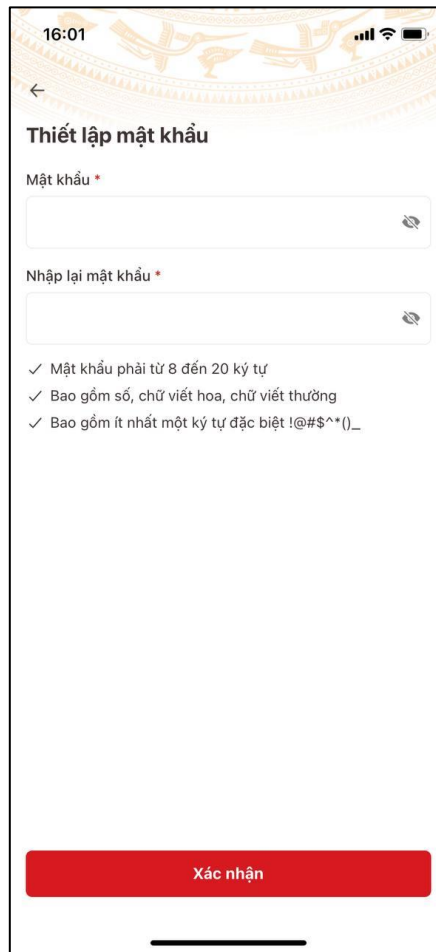 16:01
Thiết lập mật khẩu
Mật khẩu *
Nhập lại mật khẩu *
✓ Mật khẩu phải từ 8 đến 20 ký tự
✓ Bao gồm số, chữ viết hoa, chữ viết thường
✓ Bao gồm ít nhất một ký tự đặc biệt !@#$^*()_
Xác nhận